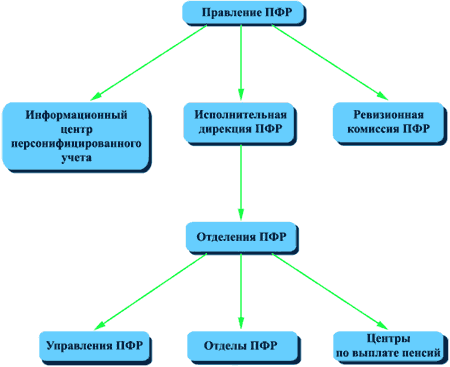 Правление ПФР
Информационный
центр
персонифицированного
учета
Исполнительная
дирекция ПФР
Ревизионная
комиссия ПФР
Отделения ПФР
Управления ПФР
Отделы ПФР
Центры
по выплате пенсий